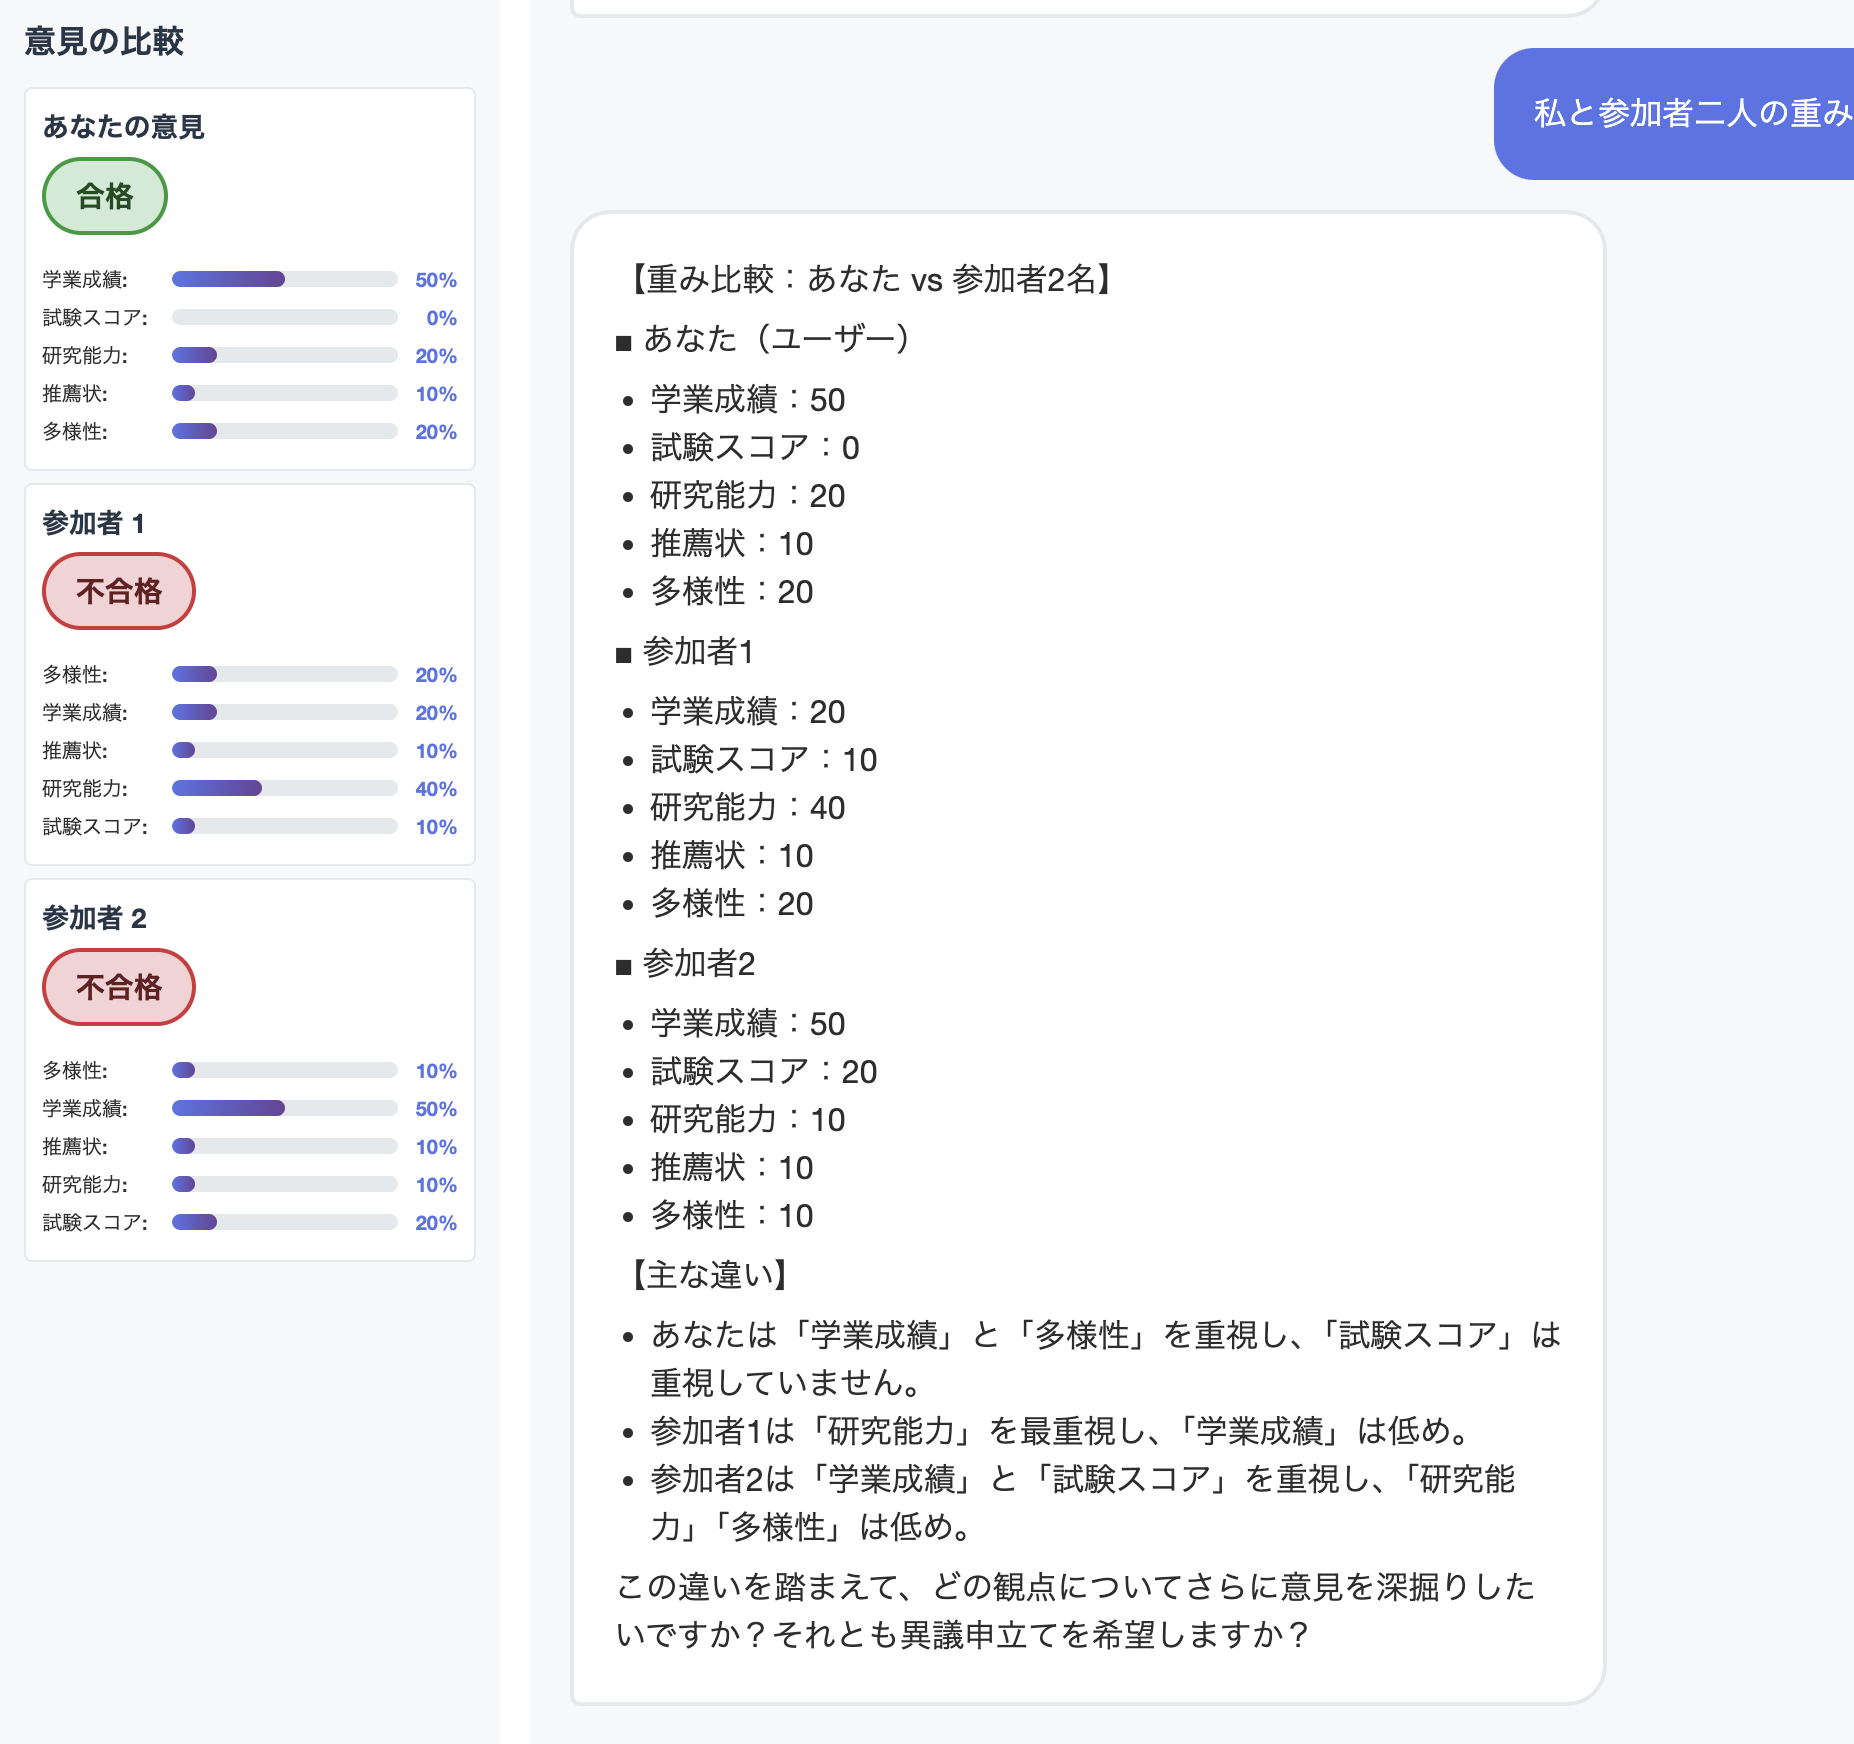 意見の比較
あなたの意見
合格
学業成績: 50%
試験スコア: 0%
研究能力: 20%
推薦状: 10%
多様性: 20%
参加者 1
不合格
多様性: 20%
学業成績: 20%
推薦状: 10%
研究能力: 40%
試験スコア: 10%
参加者 2
不合格
多様性: 10%
学業成績: 50%
推薦状: 10%
研究能力: 10%
試験スコア: 20%
私と参加者二人の重み
【重み比較：あなた vs 参加者2名】
■ あなた（ユーザー）
• 学業成績：50
• 試験スコア：0
• 研究能力：20
• 推薦状：10
• 多様性：20
■ 参加者1
• 学業成績：20
• 試験スコア：10
• 研究能力：40
• 推薦状：10
• 多様性：20
■ 参加者2
• 学業成績：50
• 試験スコア：20
• 研究能力：10
• 推薦状：10
• 多様性：10
【主な違い】
• あなたは「学業成績」と「多様性」を重視し、「試験スコア」は
重視していません。
• 参加者1は「研究能力」を最重視し、「学業成績」は低め。
• 参加者2は「学業成績」と「試験スコア」を重視し、「研究能
力」「多様性」は低め。
この違いを踏まえて、どの観点についてさらに意見を深掘りした
いですか？それとも異議申立てを希望しますか？